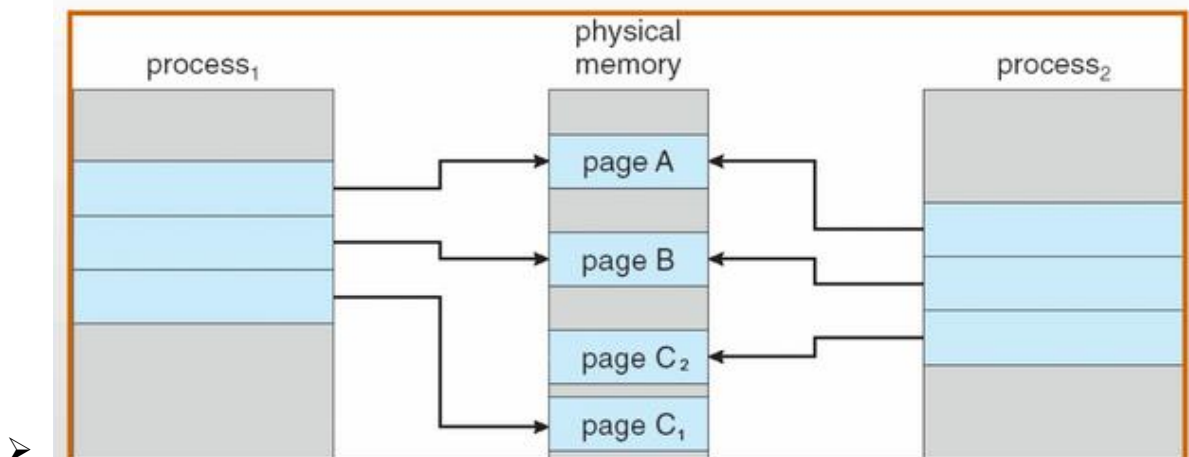 physical
memory
process₁
process₂
page A
page B
page C₂
page C₁